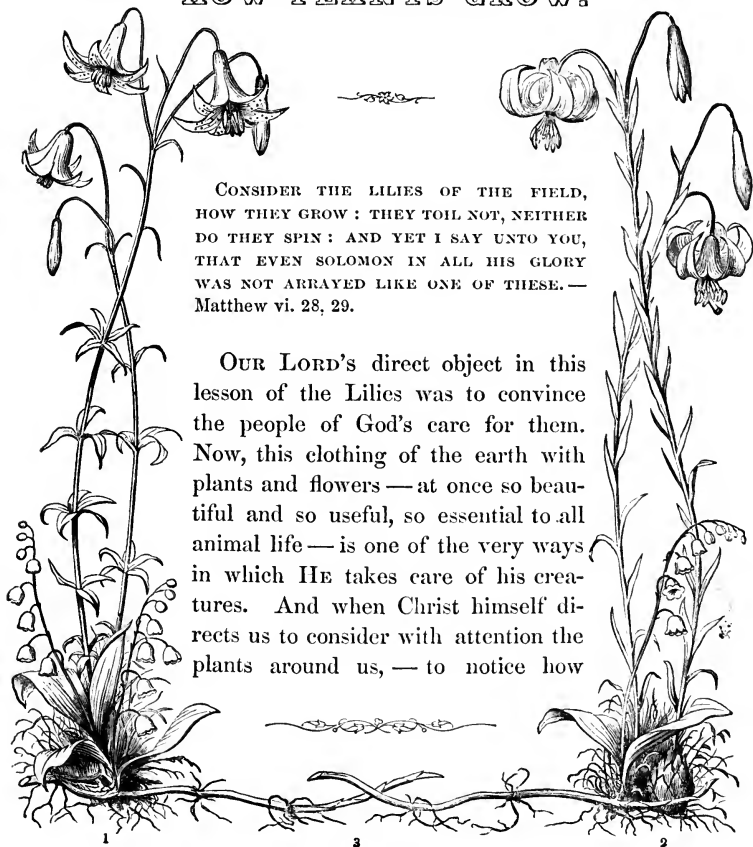 HOW PLANTS GROW.
CONSIDER THE LILIES OF THE FIELD,
HOW THEY GROW : THEY TOIL NOT, NEITHER
DO THEY SPIN : AND YET I SAY UNTO YOU,
THAT EVEN SOLOMON IN ALL HIS GLORY
WAS NOT ARRAYED LIKE ONE OF THESE. —
Matthew vi. 28, 29.
OUR LORD'S direct object in this
lesson of the Lilies was to convince
the people of God's care for them.
Now, this clothing of the earth with
plants and flowers — at once so beau-
tiful and so useful, so essential to all
animal life — is one of the very ways
in which HE takes care of his crea-
tures. And when Christ himself di-
rects us to consider with attention the
plants around us, — to notice how
1 3 2